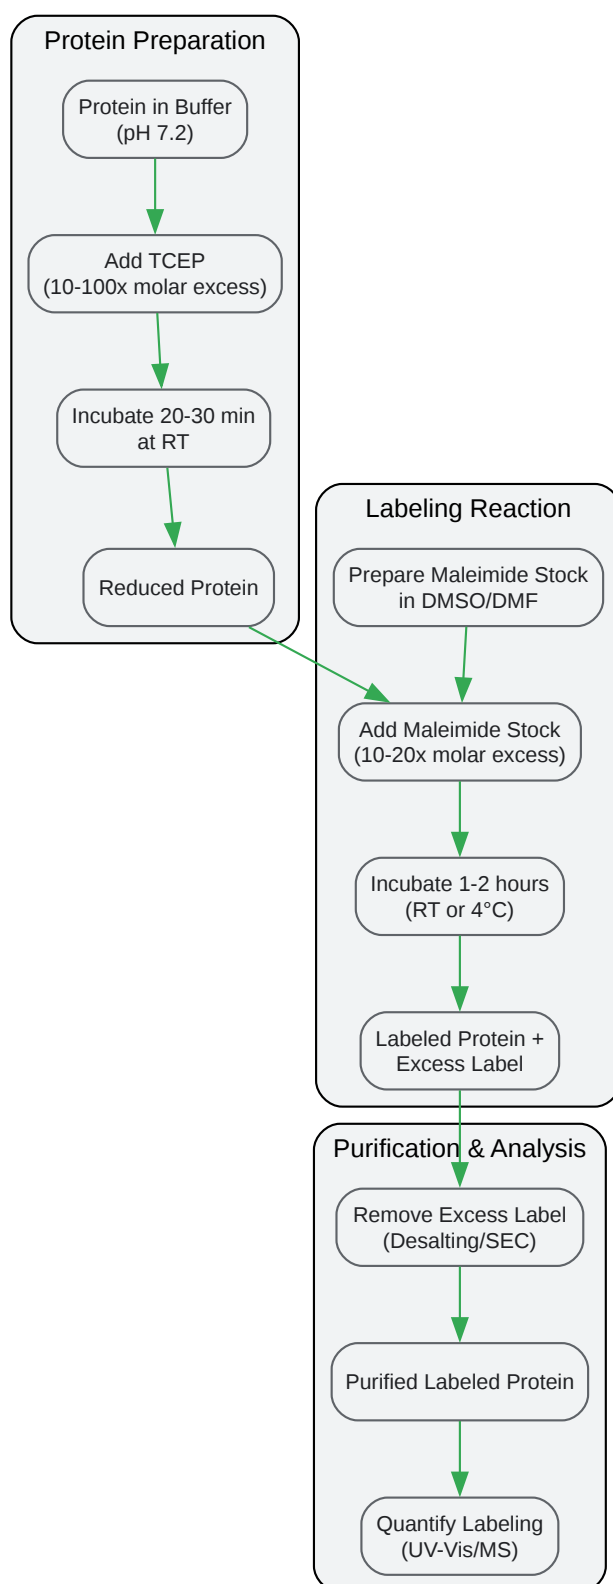 Protein Preparation
Protein in Buffer
(pH 7.2)
Add TCEP
(10-100x molar excess)
Incubate 20-30 min
at RT
Reduced Protein
Labeling Reaction
Prepare Maleimide Stock
in DMSO/DMF
Add Maleimide Stock
(10-20x molar excess)
Incubate 1-2 hours
(RT or 4°C)
Labeled Protein +
Excess Label
Purification & Analysis
Remove Excess Label
(Desalting/SEC)
Purified Labeled Protein
Quantify Labeling
(UV-Vis/MS)